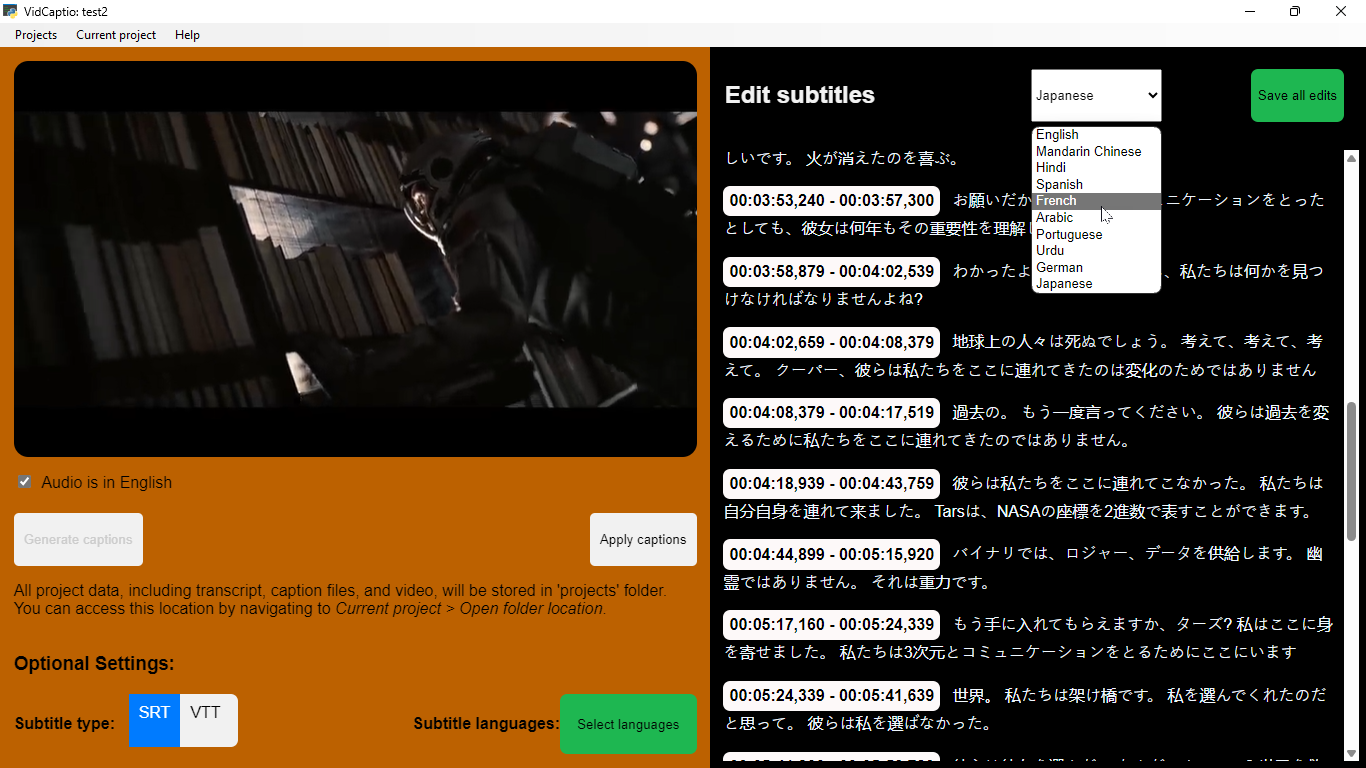 VidCaptio: test2
Projects Current project Help
Edit subtitles
Japanese
Save all edits
English
Mandarin Chinese
Hindi
Spanish
French
Arabic
Portuguese
Urdu
German
Japanese
しいです。 火が消えたのを喜ぶ。
00:03:53,240 - 00:03:57,300 お願いだか ニケーションをとった
としても、彼女は何年もその重要性を理解
00:03:58,879 - 00:04:02,539 わかったよ 、私たちは何かを見つ
けなければなりませんよね?
00:04:02,659 - 00:04:08,379 地球上の人々は死ぬでしょう。 考えて、考えて、考
えて。 クーパー、彼らは私たちをここに連れてきたのは変化のためではありません
00:04:08,379 - 00:04:17,519 過去の。 もう一度言ってください。 彼らは過去を変
えるために私たちをここに連れてきたのではありません。
00:04:18,939 - 00:04:43,759 彼らは私たちをここに連れてこなかった。 私たちは
自分自身を連れて来ました。 Tarsは、NASAの座標を2進数で表すことができます。
00:04:44,899 - 00:05:15,920 バイナリでは、ロジャー、データを供給します。 幽
霊ではありません。 それは重力です。
00:05:17,160 - 00:05:24,339 もう手に入れてもらえますか、ターズ? 私はここに身
を寄せました。 私たちは3次元とコミュニケーションをとるためにここにいます
00:05:24,339 - 00:05:41,639 世界。 私たちは架け橋です。 私を選んでくれたのだ
と思って。 彼らは私を選ばなかった。
Audio is in English
Generate captions
Apply captions
All project data, including transcript, caption files, and video, will be stored in 'projects' folder.
You can access this location by navigating to Current project > Open folder location.
Optional Settings:
Subtitle type: SRT VTT
Subtitle languages: Select languages